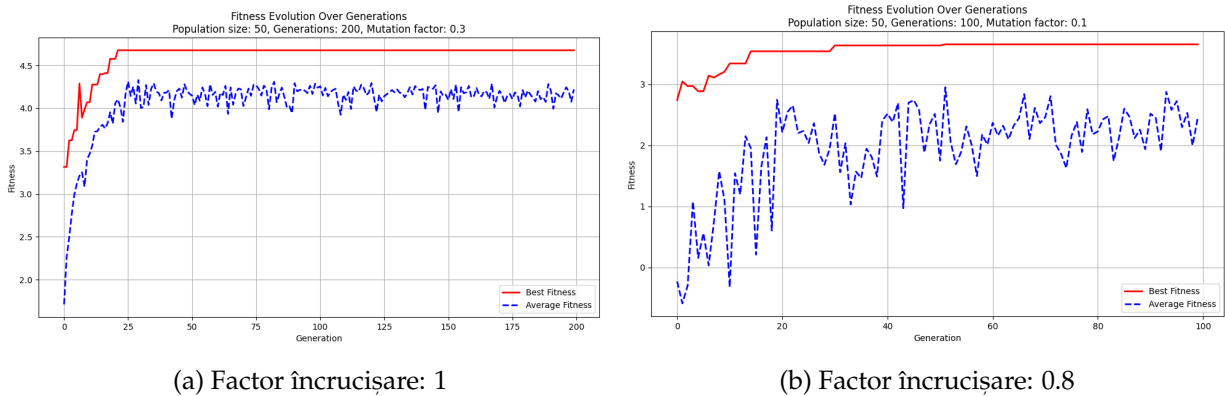 Fitness Evolution Over Generations
Population size: 50, Generations: 200, Mutation factor: 0.3
4.5
4.0
3.5
3.0
2.5
2.0
Fitness
Best Fitness
Average Fitness
0
25
50
75
100
125
150
175
200
Generation
(a) Factor încrucișare: 1
Fitness Evolution Over Generations
Population size: 50, Generations: 100, Mutation factor: 0.1
3
2
1
0
Fitness
Best Fitness
Average Fitness
0
20
40
60
80
100
Generation
(b) Factor încrucișare: 0.8